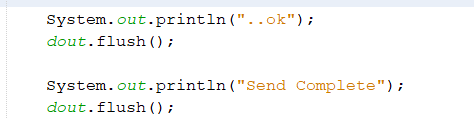 System.out.println("..ok");
dout.flush();
System.out.println("Send Complete");
dout.flush();